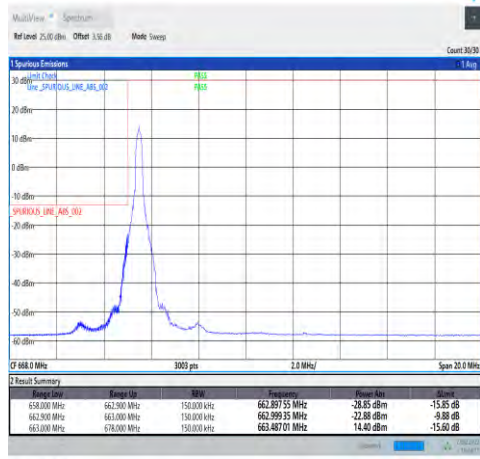 MultiView Spectrum
Ref Level 25.00 dBm Offset 3.56 dB Mode Sweep
Count 30/30
1 Spurious Emissions
1 Avg
Limit Check PASS
Line _SPURIOUS_LINE_ABS_002 PASS
30 dBm
20 dBm
10 dBm
0 dBm
-10 dBm
_SPURIOUS_LINE_ABS_002
-20 dBm
-30 dBm
-40 dBm
-50 dBm
-60 dBm
CF 668.0 MHz 3003 pts 2.0 MHz/ Span 20.0 MHz
2 Result Summary
Range Low Range Up RBW Frequency Power Abs ΔLimit
658.000 MHz 662.900 MHz 150.000 kHz 662.897 55 MHz -28.85 dBm -15.85 dB
662.900 MHz 663.000 MHz 150.000 kHz 662.999 35 MHz -22.88 dBm -9.88 dB
663.000 MHz 678.000 MHz 150.000 kHz 663.487 01 MHz 14.40 dBm -15.60 dB